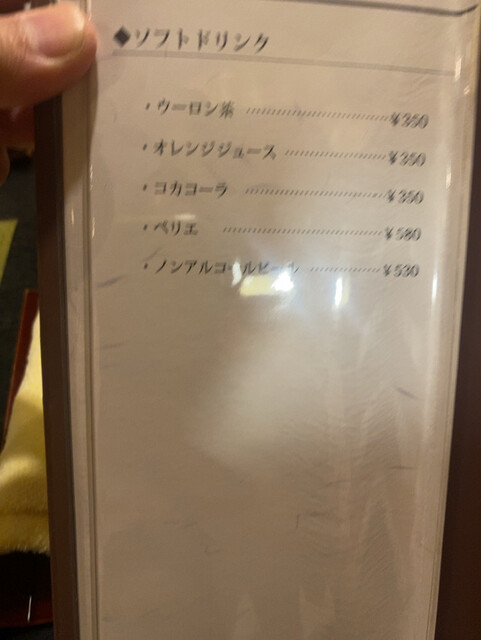 ◆ソフトドリンク
・ウーロン茶 ¥350
・オレンジジュース ¥350
・コカコーラ ¥350
・ペリエ ¥580
・ノンアルコールビール ¥530